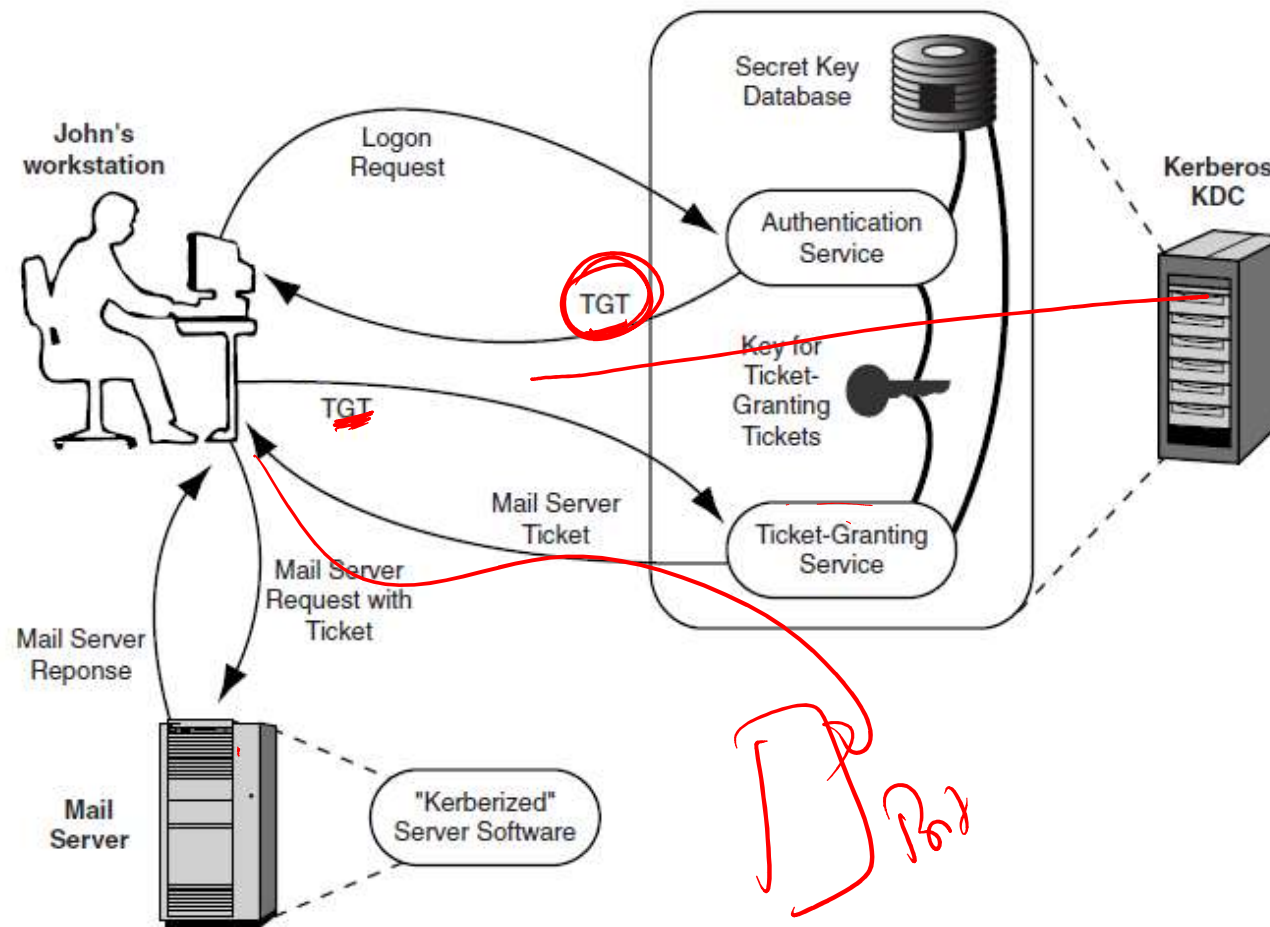 Secret Key
Database
John's
workstation
Logon
Request
Kerberos
KDC
Authentication
Service
TGT
Key for
Ticket-
Granting
Tickets
TGT
Mail Server
Ticket
Ticket-Granting
Service
Mail Server
Request with
Ticket
Mail Server
Reponse
Mail
Server
"Kerberized"
Server Software